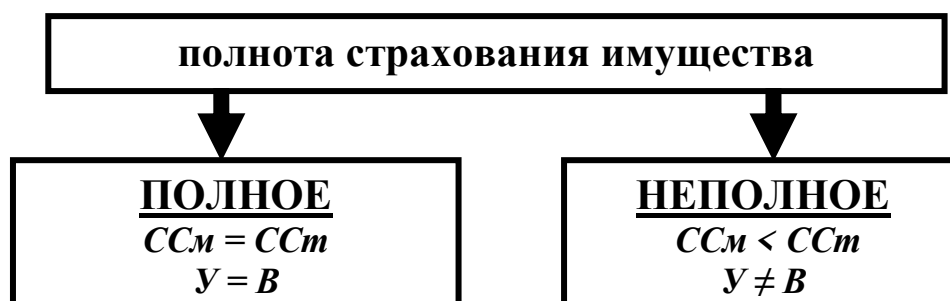 полнота страхования имущества
ПОЛНОЕ
ССм = ССт
У = В
НЕПОЛНОЕ
ССм < ССт
У ≠ В